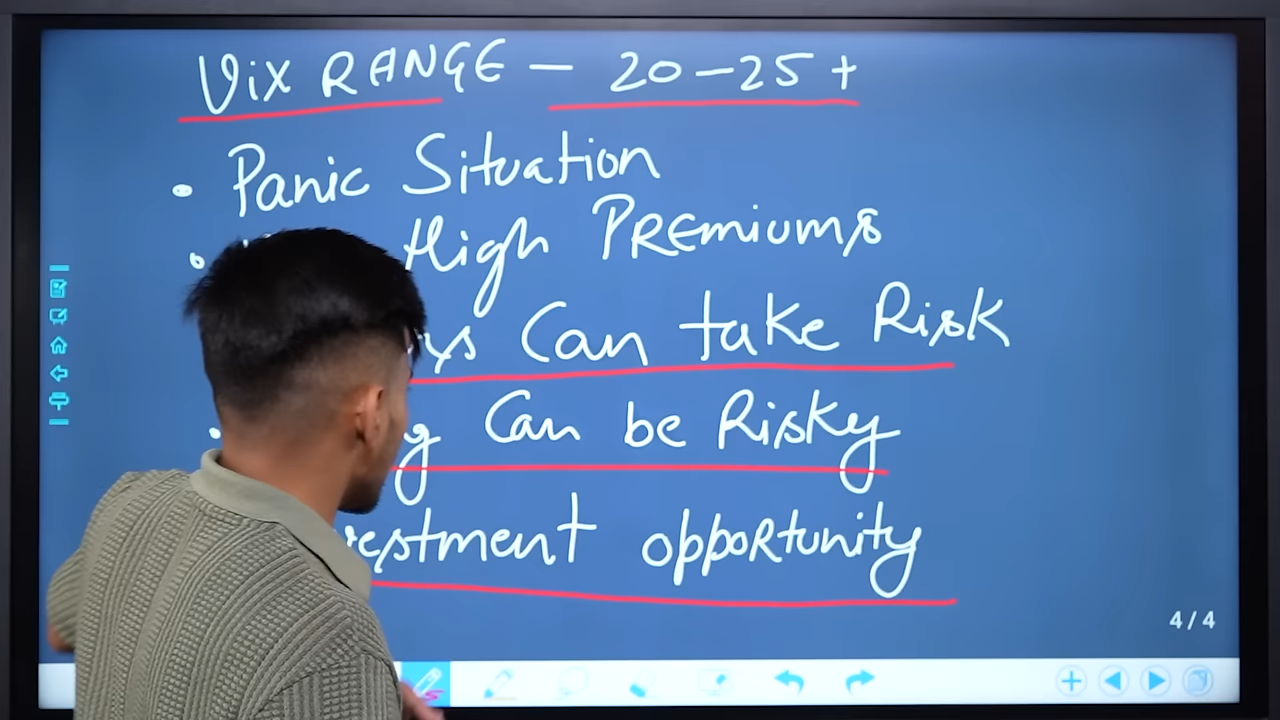 ViX RANGE – 20 – 25 +
• Panic Situation
• High PREmiums
Can take Risk
• Can be Risky
opportunity
4/4